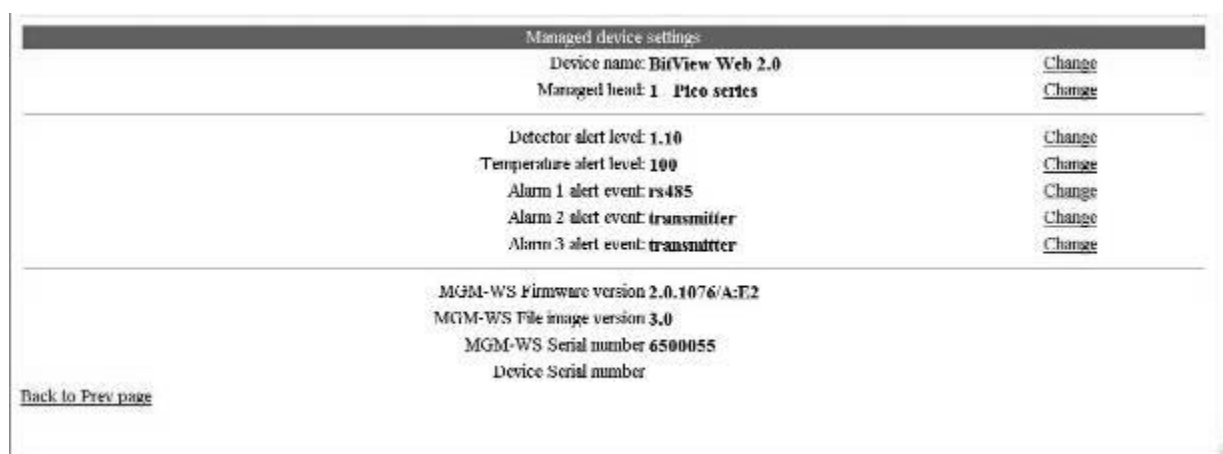 Managed device settings
Device name: BitView Web 2.0 Change
Managed head: 1 Pico series Change
Detector alert level: 1.10 Change
Temperature alert level: 100 Change
Alarm 1 alert event: rs485 Change
Alarm 2 alert event: transmitter Change
Alarm 3 alert event: transmitter Change
MGM-WS Firmware version 2.0.1076/A:E2
MGM-WS File image version 3.0
MGM-WS Serial number 6500055
Device Serial number
Back to Prev page